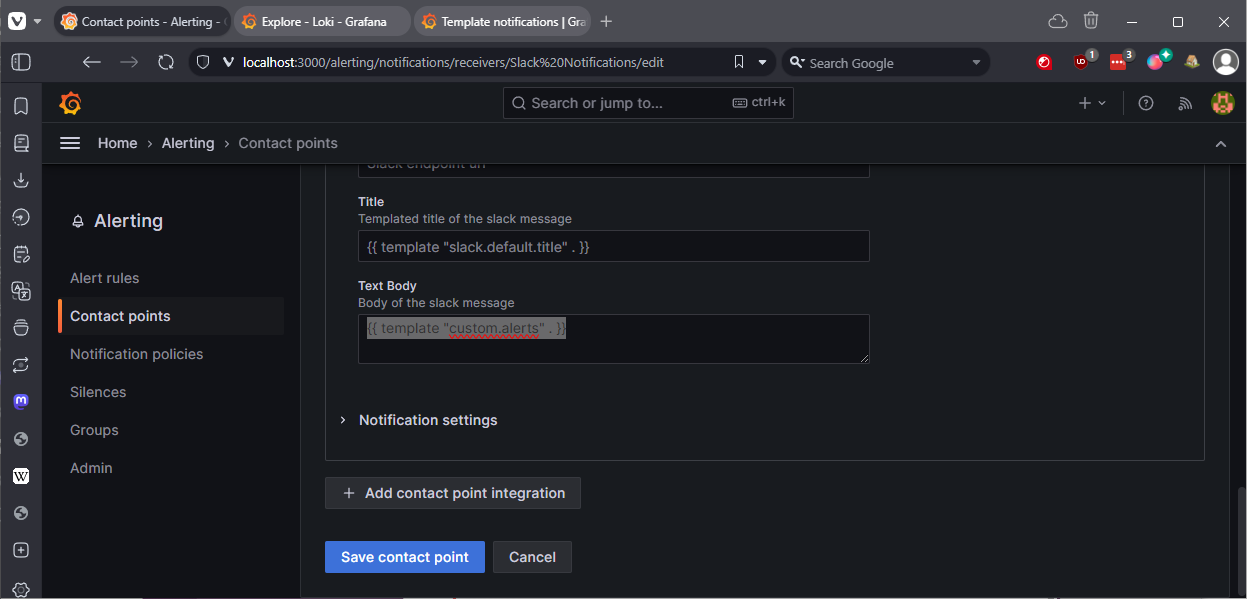 Contact points - Alerting -
Explore - Loki - Grafana
Template notifications | Gra
localhost:3000/alerting/notifications/receivers/Slack%20Notifications/edit
Search Google
UD
1
3
Search or jump to...
ctrl+k
Home
Alerting
Contact points
Slack endpoint url
Title
Templated title of the slack message
{{ template "slack.default.title" . }}
Text Body
Body of the slack message
{{ template "custom.alerts" . }}
Notification settings
Add contact point integration
Save contact point
Cancel
Alerting
Alert rules
Contact points
Notification policies
Silences
Groups
Admin
m
W